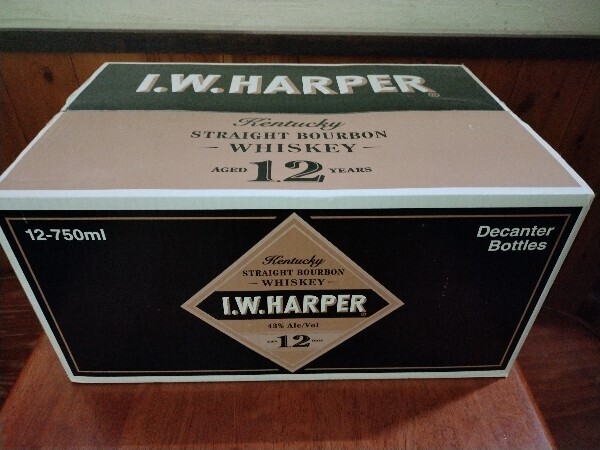 I.W. HARPER®
Kentucky
STRAIGHT BOURBON
- WHISKEY -
AGED 12 YEARS
12-750ml
Decanter
Bottles
Kentucky
STRAIGHT BOURBON
- WHISKEY -
I.W. HARPER®
43% Alc/Vol
12